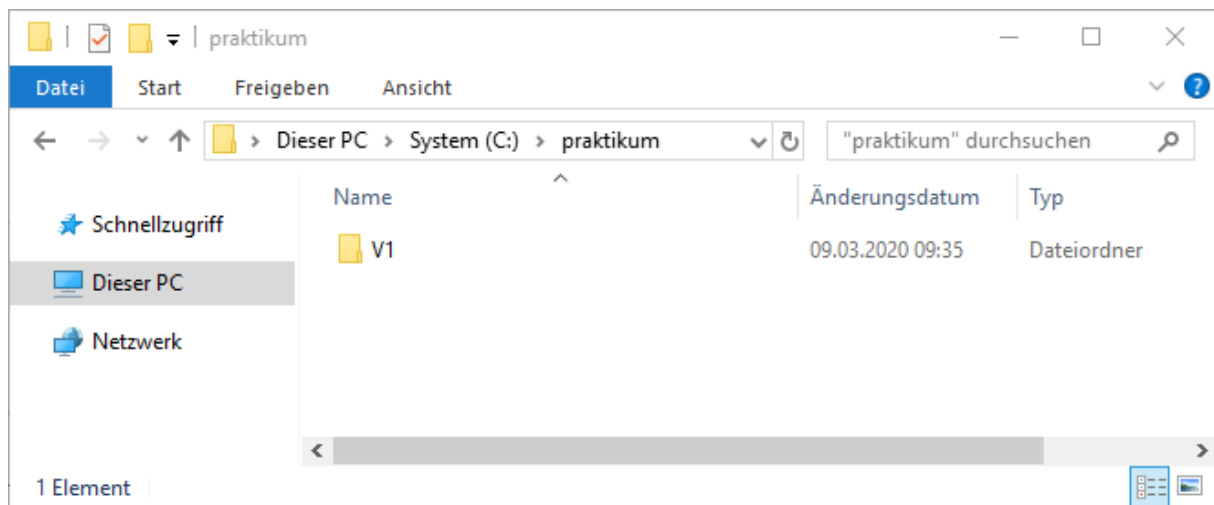 praktikum
Datei Start Freigeben Ansicht
Dieser PC System (C:) praktikum "praktikum" durchsuchen
Name Änderungsdatum Typ
Schnellzugriff
V1 09.03.2020 09:35 Dateiordner
Dieser PC
Netzwerk
1 Element